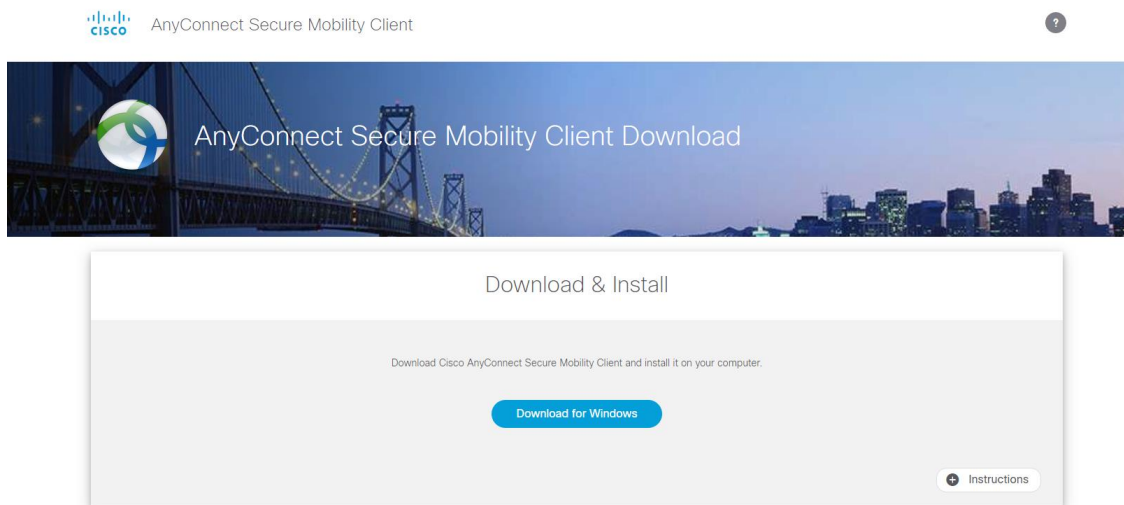 CISCO AnyConnect Secure Mobility Client ?
AnyConnect Secure Mobility Client Download
Download & Install
Download Cisco AnyConnect Secure Mobility Client and install it on your computer.
Download for Windows
Instructions